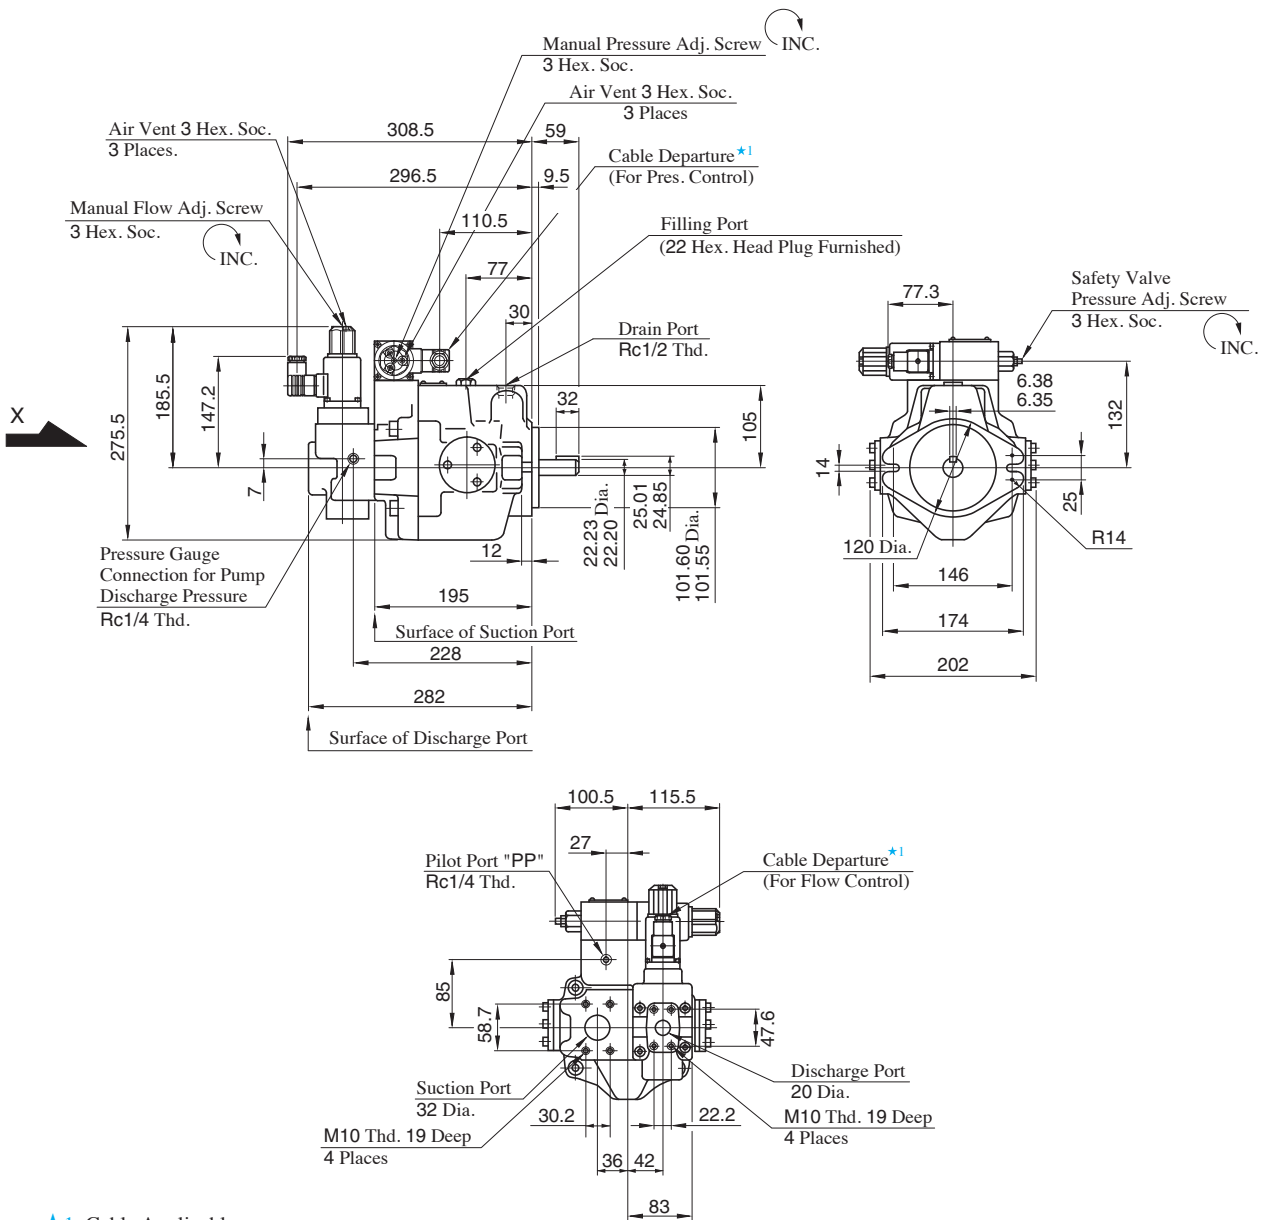 Manual Pressure Adj. Screw
3 Hex. Soc.
INC.
Air Vent 3 Hex. Soc.
3 Places
Air Vent 3 Hex. Soc.
3 Places.
308.5
59
Cable Departure★1
(For Pres. Control)
296.5
9.5
Manual Flow Adj. Screw
3 Hex. Soc.
INC.
110.5
Filling Port
(22 Hex. Head Plug Furnished)
77
30
Drain Port
Rc1/2 Thd.
77.3
Safety Valve
Pressure Adj. Screw
3 Hex. Soc.
INC.
X
275.5
185.5
147.2
7
32
105
6.38
6.35
132
14
25
22.23 Dia.
22.20
25.01
24.85
101.60 Dia.
101.55
12
120 Dia.
R14
Pressure Gauge
Connection for Pump
Discharge Pressure
Rc1/4 Thd.
195
Surface of Suction Port
228
282
Surface of Discharge Port
146
174
202
100.5
115.5
27
Pilot Port "PP"
Rc1/4 Thd.
Cable Departure★1
(For Flow Control)
85
58.7
47.6
Suction Port
32 Dia.
Discharge Port
20 Dia.
30.2
22.2
M10 Thd. 19 Deep
4 Places
M10 Thd. 19 Deep
4 Places
36
42
83